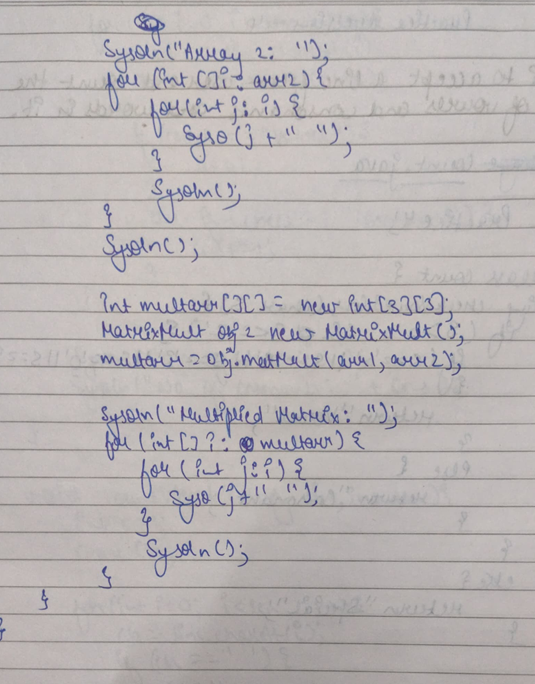 Sysoln("Array 2: ");
for (int []i: arr2){
for(int j: i) {
Syso (j + " ");
}
Sysoln();
}
Sysoln();
int multarr[][] = new int[3][3];
MatrixMult obj = new MatrixMult();
multarr = obj.matMult(arr1, arr2);
Sysoln("Multiplied Matrix: ");
for (int[] i: multarr) {
for (int j: i) {
Syso (j + " ");
}
Sysoln();
}
}
}